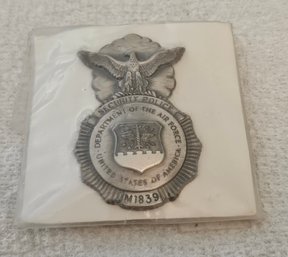 SECURITY POLICE
DEPARTMENT OF THE AIR FORCE
UNITED STATES OF AMERICA
M1839